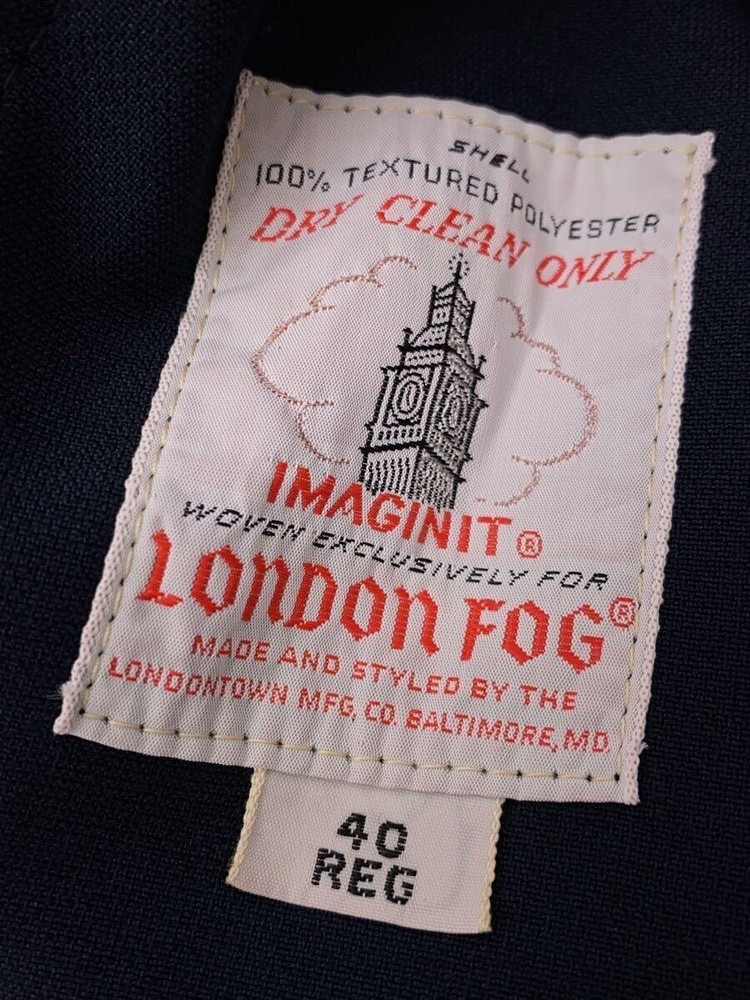 SHELL
100% TEXTURED POLYESTER
DRY CLEAN ONLY
IMAGINIT®
WOVEN EXCLUSIVELY FOR
LONDON FOG®
MADE AND STYLED BY THE
LONDONTOWN MFG, CO. BALTIMORE, MD.
40
REG